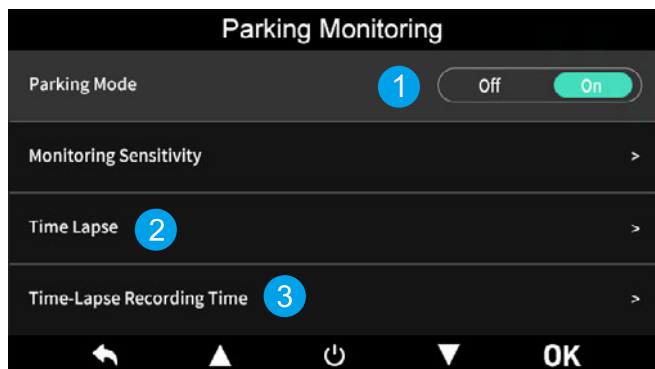 Parking Monitoring
Parking Mode 1 Off On
Monitoring Sensitivity >
Time Lapse 2 >
Time-Lapse Recording Time 3 >
OK